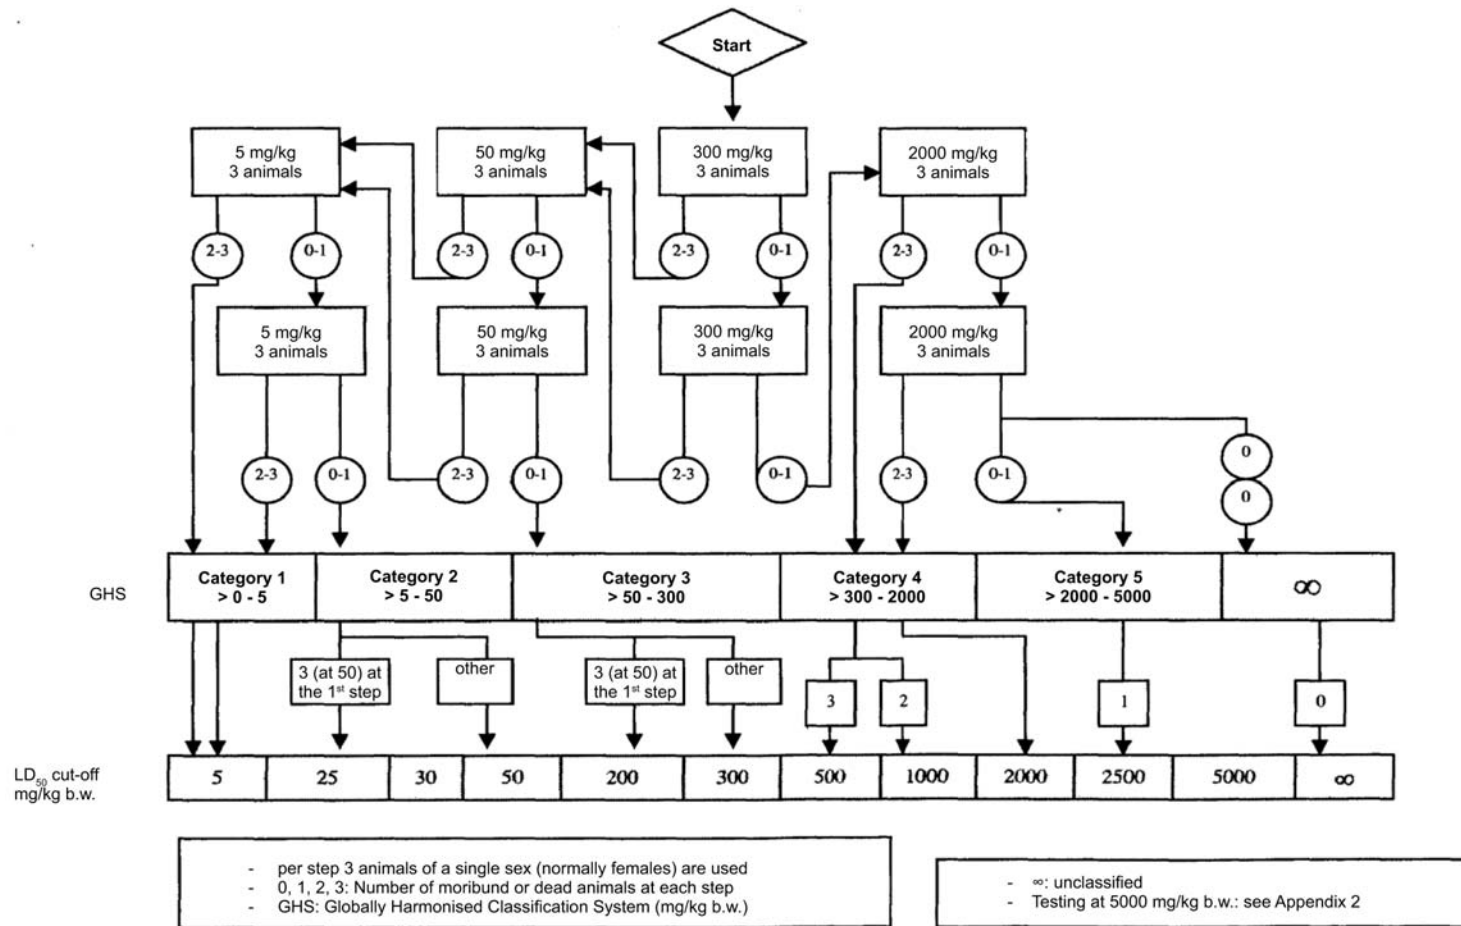 Start
5 mg/kg
3 animals
50 mg/kg
3 animals
300 mg/kg
3 animals
2000 mg/kg
3 animals
2-3
0-1
2-3
0-1
2-3
0-1
2-3
0-1
5 mg/kg
3 animals
50 mg/kg
3 animals
300 mg/kg
3 animals
2000 mg/kg
3 animals
2-3
0-1
2-3
0-1
2-3
0-1
2-3
0-1
0
0
GHS
Category 1
> 0 - 5
Category 2
> 5 - 50
Category 3
> 50 - 300
Category 4
> 300 - 2000
Category 5
> 2000 - 5000
∞
3 (at 50) at
the 1st step
other
3 (at 50) at
the 1st step
other
3
2
1
0
LD50 cut-off
mg/kg b.w.
5
25
30
50
200
300
500
1000
2000
2500
5000
∞
- per step 3 animals of a single sex (normally females) are used
- 0, 1, 2, 3: Number of moribund or dead animals at each step
- GHS: Globally Harmonised Classification System (mg/kg b.w.)
- ∞: unclassified
- Testing at 5000 mg/kg b.w.: see Appendix 2